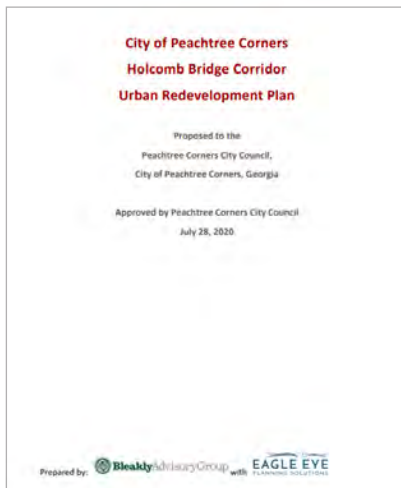 City of Peachtree Corners
Holcomb Bridge Corridor
Urban Redevelopment Plan
Proposed to the
Peachtree Corners City Council,
City of Peachtree Corners, Georgia
Approved by Peachtree Corners City Council
July 28, 2020
Prepared by: BleaklyAdvisoryGroup with EAGLE EYE
PLANNING SOLUTIONS